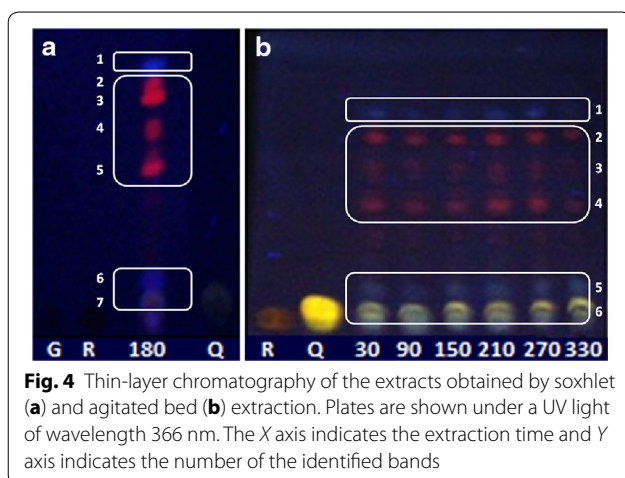 a
1
2
3
4
5
6
7
G R 180 Q
b
1
2
3
4
5
6
R Q 30 90 150 210 270 330
Fig. 4 Thin-layer chromatography of the extracts obtained by soxhlet
(a) and agitated bed (b) extraction. Plates are shown under a UV light
of wavelength 366 nm. The X axis indicates the extraction time and Y
axis indicates the number of the identified bands